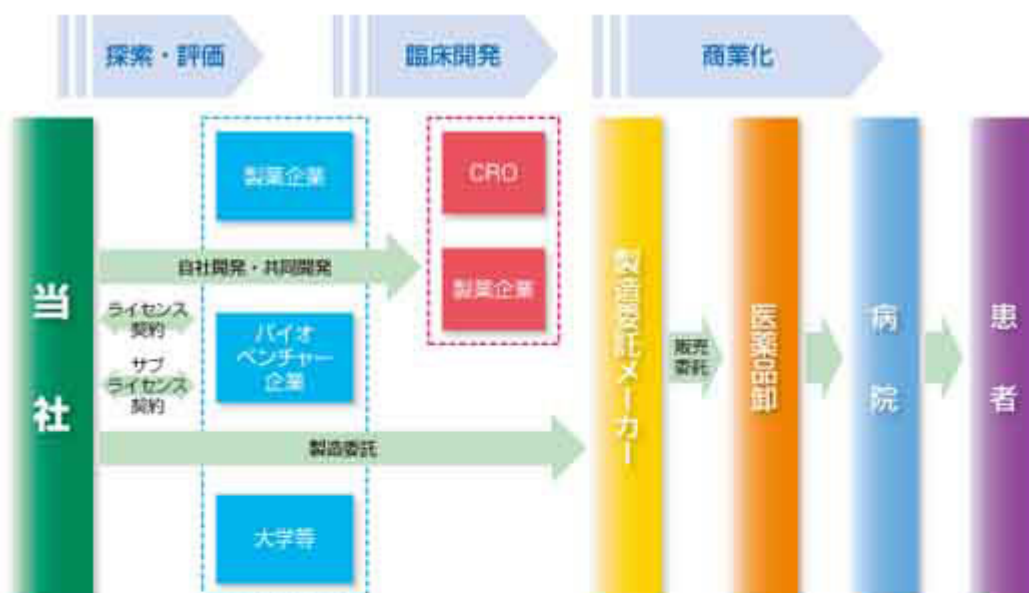 探索・評価
臨床開発
商業化
当社
製薬企業
CRO
自社開発・共同開発
製薬企業
ライセンス
契約
バイオ
ベンチャー
企業
サブ
ライセンス
契約
製造委託
大学等
製造委託メーカー
販売
委託
医薬品卸
病院
患者